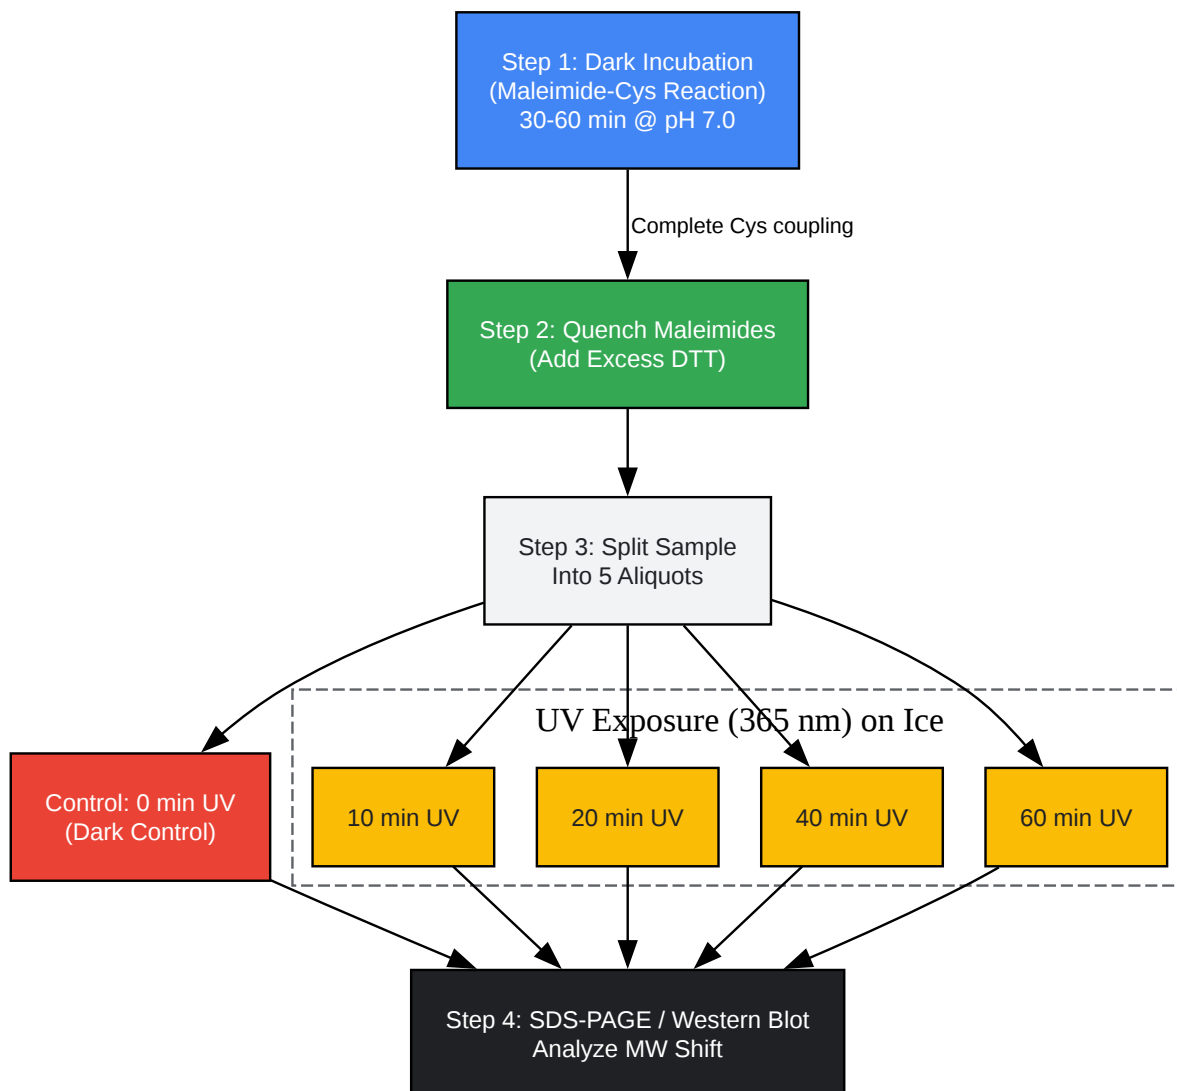 Step 1: Dark Incubation
(Maleimide-Cys Reaction)
30-60 min @ pH 7.0
Complete Cys coupling
Step 2: Quench Maleimides
(Add Excess DTT)
Step 3: Split Sample
Into 5 Aliquots
UV Exposure (365 nm) on Ice
Control: 0 min UV
(Dark Control)
10 min UV
20 min UV
40 min UV
60 min UV
Step 4: SDS-PAGE / Western Blot
Analyze MW Shift